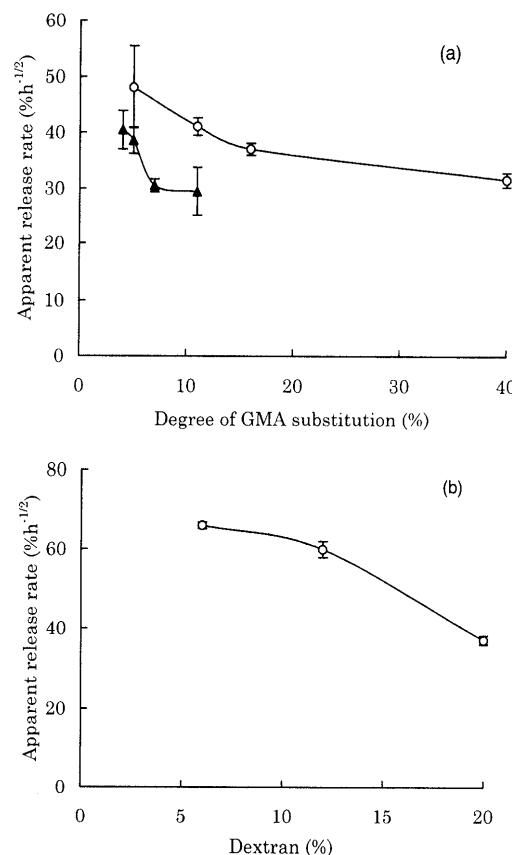 60
(a)
50
40
30
20
10
0
Apparent release rate (%h-1/2)
0 10 20 30 40
Degree of GMA substitution (%)
80
(b)
60
40
20
0
Apparent release rate (%h-1/2)
0 5 10 15 20
Dextran (%)